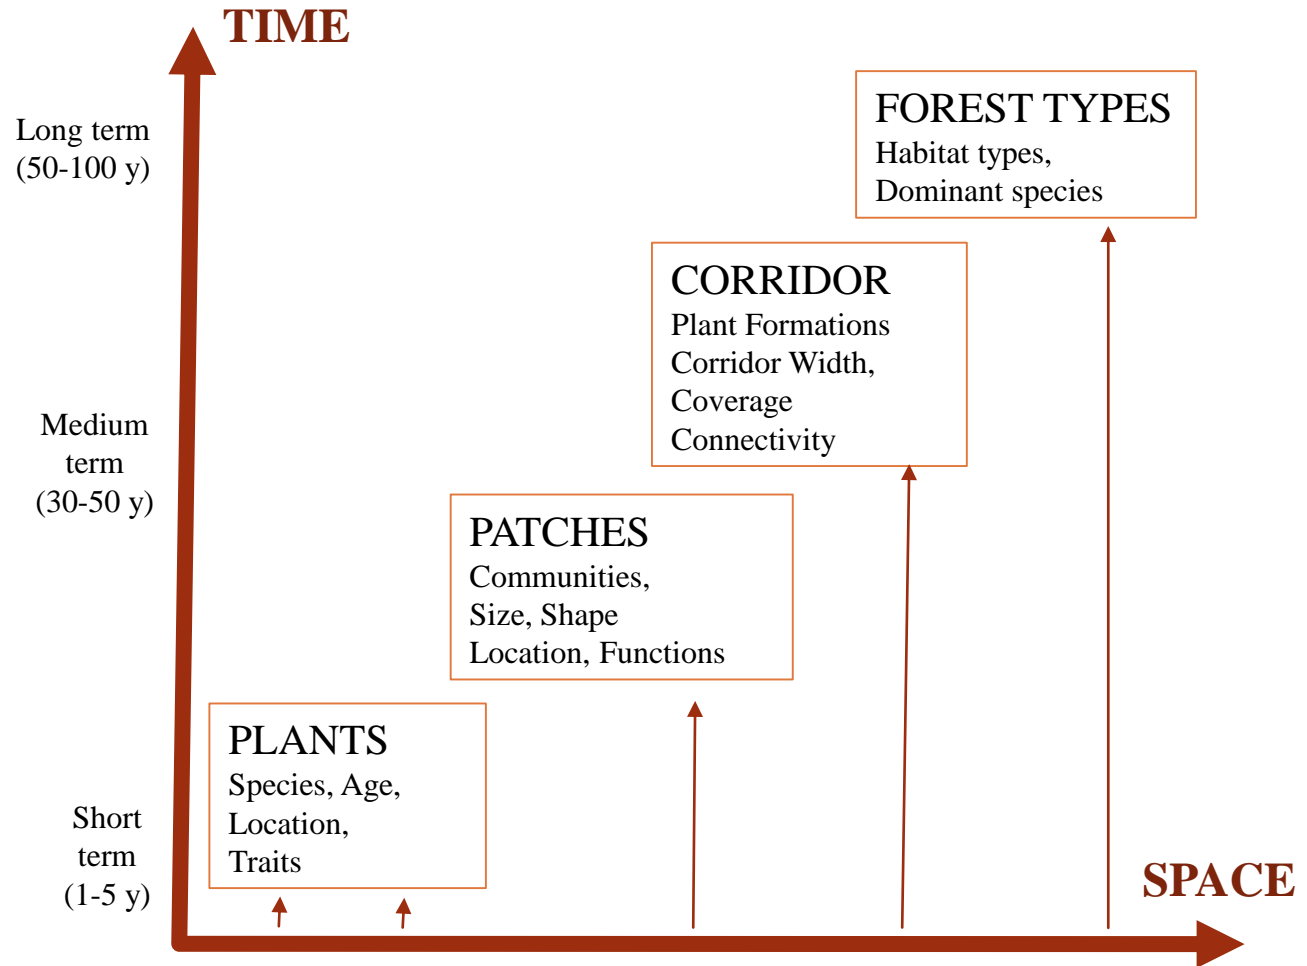 TIME
Long term
(50-100 y)
FOREST TYPES
Habitat types,
Dominant species
CORRIDOR
Plant Formations
Corridor Width,
Coverage
Connectivity
Medium
term
(30-50 y)
PATCHES
Communities,
Size, Shape
Location, Functions
PLANTS
Species, Age,
Location,
Traits
Short
term
(1-5 y)
SPACE